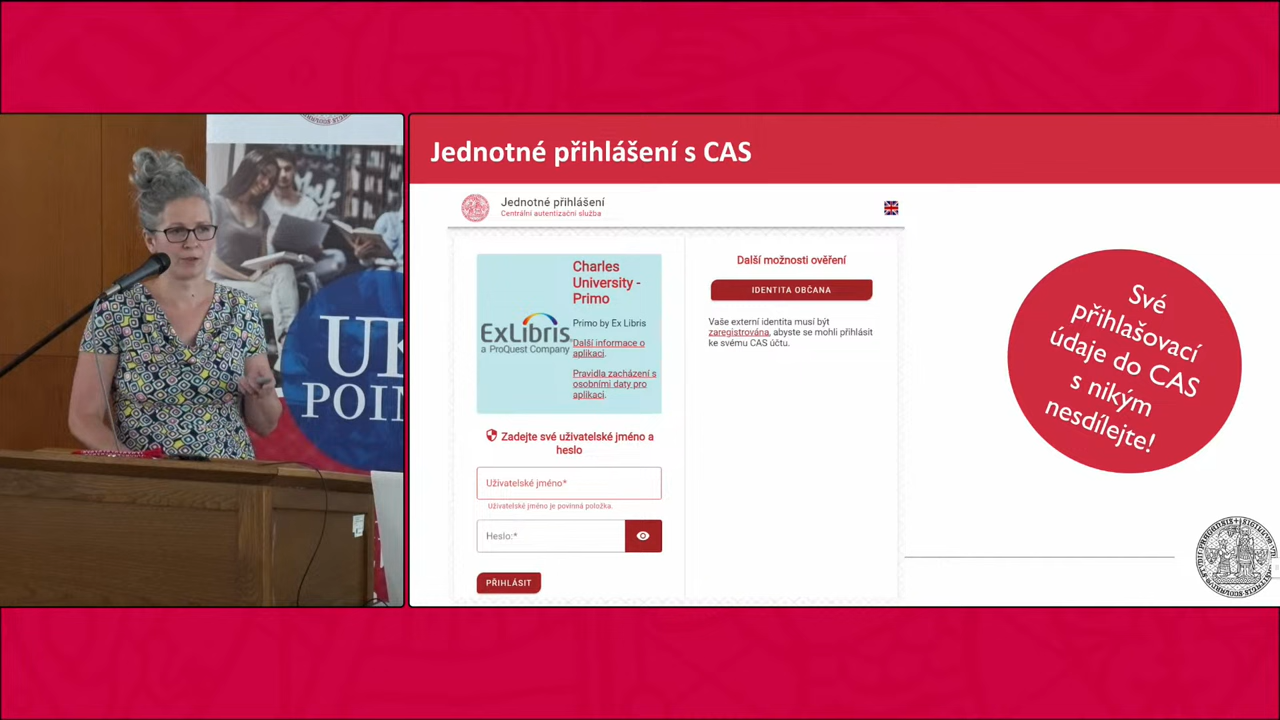 UK
POIN
Jednotné přihlášení s CAS
Jednotné přihlášení
Centrální autentizační služba
Charles
University -
Primo
ExLibris
a ProQuest Company
Primo by Ex Libris
Další informace o
aplikaci.
Pravidla zacházení s
osobními daty pro
aplikaci.
Zadejte své uživatelské jméno a
heslo
Uživatelské jméno*
Uživatelské jméno je povinná položka.
Heslo:*
PŘIHLÁSIT
Další možnosti ověření
IDENTITA OBČANA
Vaše externí identita musí být
zaregistrována, abyste se mohli přihlásit
ke svému CAS účtu.
Své
přihlašovací
údaje do CAS
s nikým
nesdílejte!